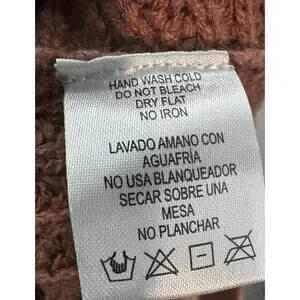 HAND WASH COLD
DO NOT BLEACH
DRY FLAT
NO IRON
LAVADO AMANO CON
AGUAFRÍA
NO USA BLANQUEADOR
SECAR SOBRE UNA
MESA
NO PLANCHAR